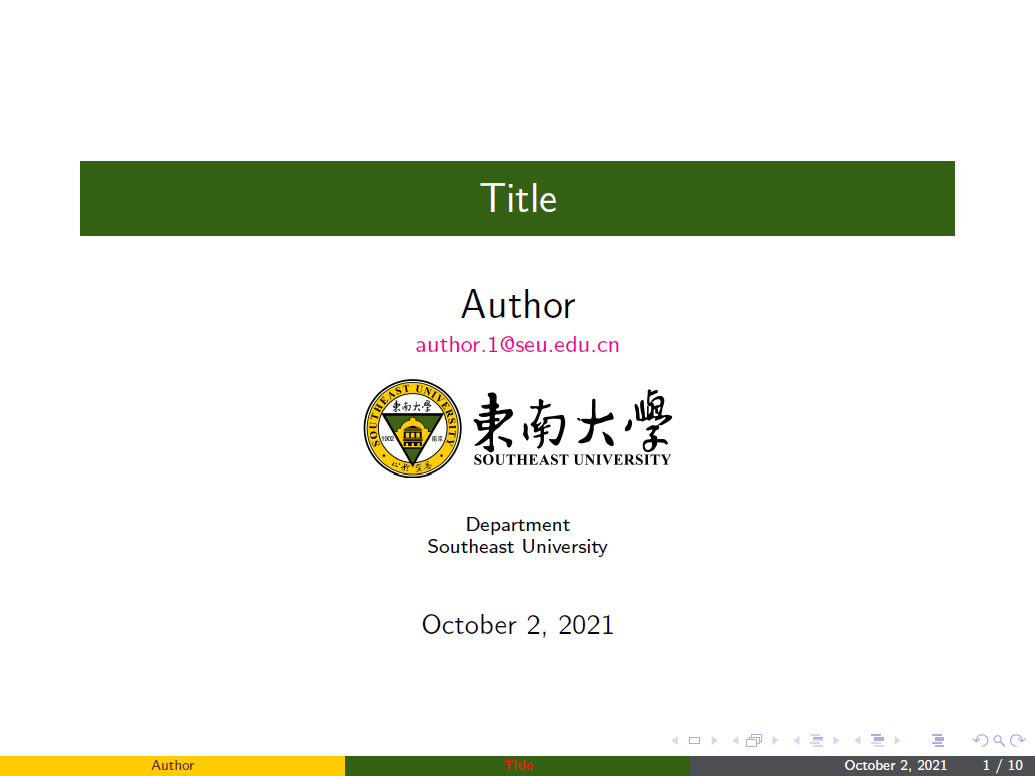 Title
Author
author.1@seu.edu.cn
SOUTHEAST UNIVERSITY
東南大學
1902
南京
東南大學
SOUTHEAST UNIVERSITY
Department
Southeast University
October 2, 2021
Author
Title
October 2, 2021
1 / 10